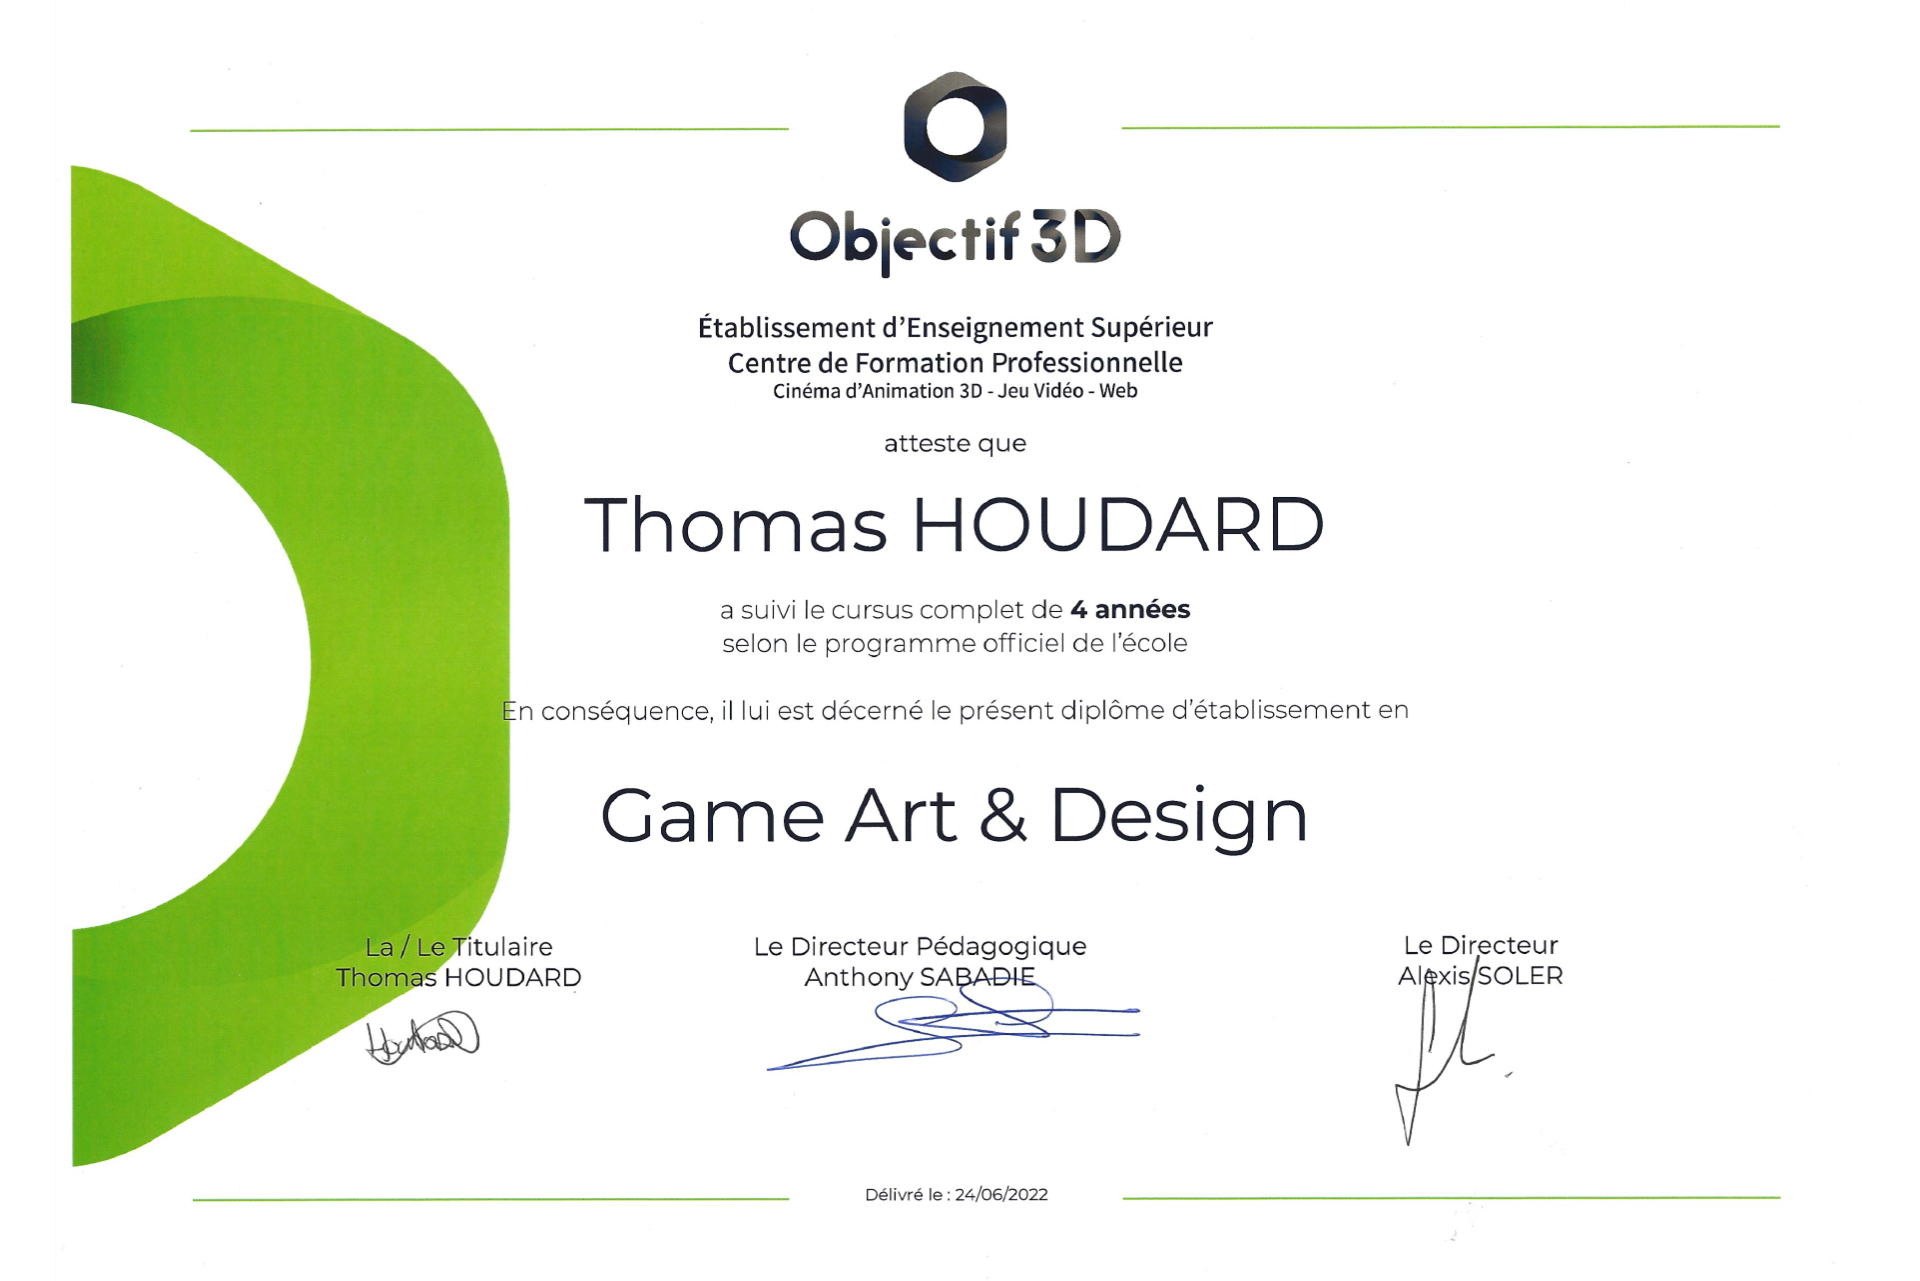 Objectif 3D
Établissement d'Enseignement Supérieur
Centre de Formation Professionnelle
Cinéma d'Animation 3D - Jeu Vidéo - Web
atteste que
Thomas HOUDARD
a suivi le cursus complet de 4 années
selon le programme officiel de l'école
En conséquence, il lui est décerné le présent diplôme d'établissement en
Game Art & Design
La / Le Titulaire
Thomas HOUDARD
Le Directeur Pédagogique
Anthony SABADIE
Le Directeur
Alexis SOLER
Délivré le : 24/06/2022